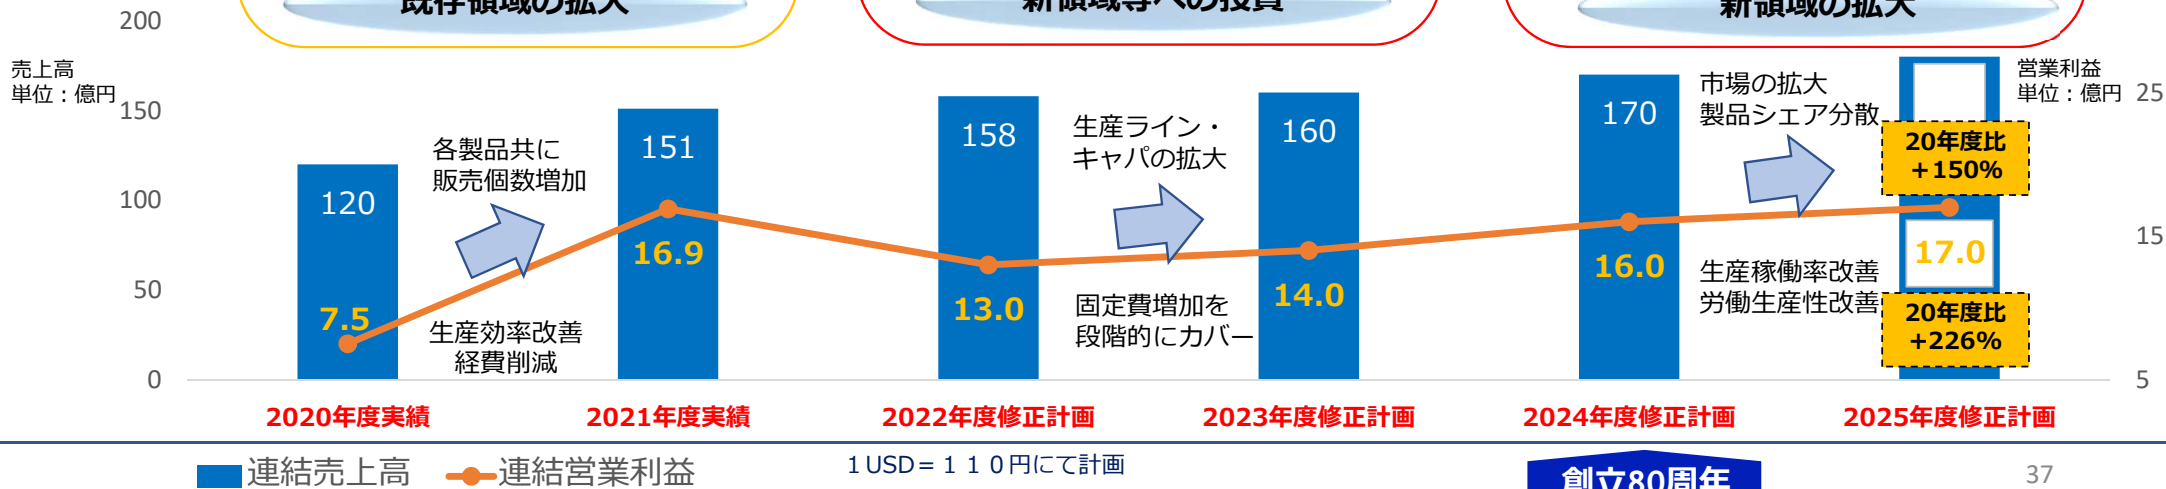 既存領域の拡大
新領域等への投資
新領域の拡大
売上高
単位：億円
営業利益
単位：億円
200
150
100
50
0
25
15
5
120
151
158
160
170
7.5
16.9
13.0
14.0
16.0
17.0
各製品共に
販売個数増加
生産効率改善
経費削減
生産ライン・
キャパの拡大
固定費増加を
段階的にカバー
市場の拡大
製品シェア分散
生産稼働率改善
労働生産性改善
20年度比
＋150%
20年度比
+226%
2020年度実績
2021年度実績
2022年度修正計画
2023年度修正計画
2024年度修正計画
2025年度修正計画
連結売上高
連結営業利益
１USD＝１１０円にて計画
創立80周年
37